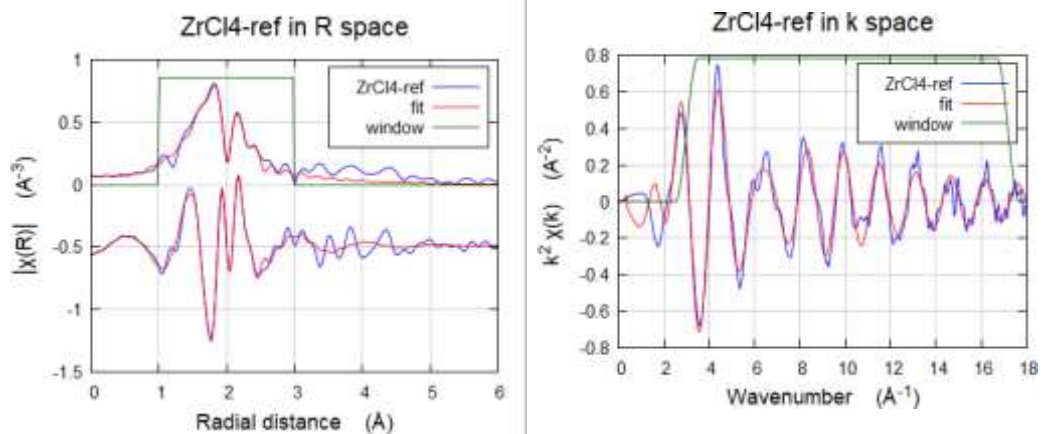 ZrCl4-ref in R space
1
0.5
0
-0.5
-1
-1.5
|χ(R)| (A⁻³)
ZrCl4-ref
fit
window
0 1 2 3 4 5 6
Radial distance (Å)
ZrCl4-ref in k space
0.8
0.6
0.4
0.2
0
-0.2
-0.4
-0.6
-0.8
k² χ(k) (A⁻²)
ZrCl4-ref
fit
window
0 2 4 6 8 10 12 14 16 18
Wavenumber (Å⁻¹)